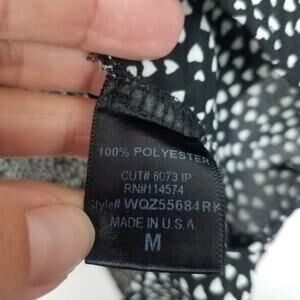 100% POLYESTER
CUT# 6073 IP
RN#114574
Style# WQZ55684RK
MADE IN U.S.A
M